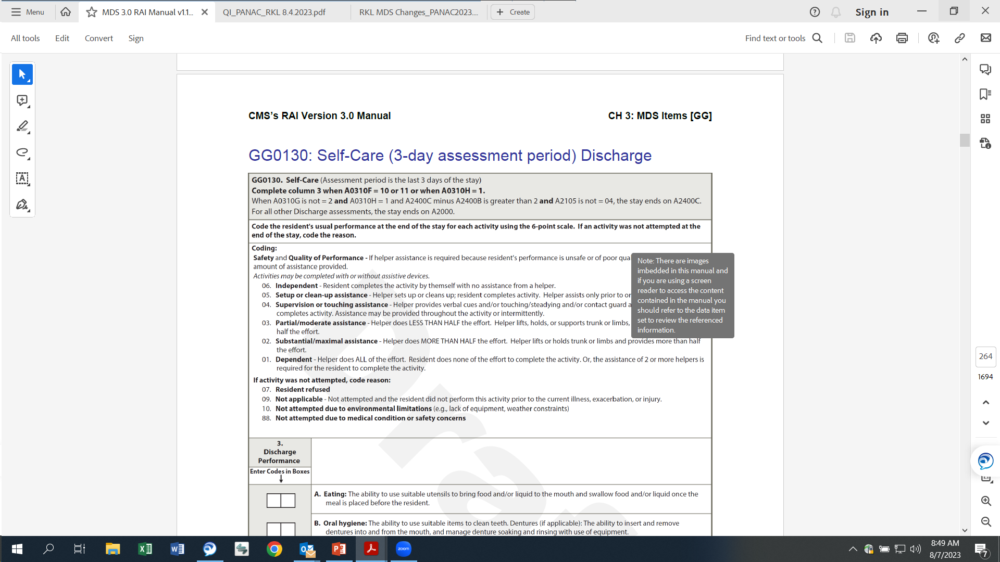 Menu
MDS 3.0 RAI Manual v1.1...
QI_PANAC_RKL 8.4.2023.pdf
RKL MDS Changes_PANAC2023....
Create
Sign in
All tools
Edit
Convert
Sign
Find text or tools
CMS’s RAI Version 3.0 Manual
CH 3: MDS Items [GG]
GG0130: Self-Care (3-day assessment period) Discharge
GG0130. Self-Care (Assessment period is the last 3 days of the stay)
Complete column 3 when A0310F = 10 or 11 or when A0310H = 1.
When A0310G is not = 2 and A0310H = 1 and A2400C minus A2400B is greater than 2 and A2105 is not = 04, the stay ends on A2400C.
For all other Discharge assessments, the stay ends on A2000.
Code the resident's usual performance at the end of the stay for each activity using the 6-point scale. If an activity was not attempted at the
end of the stay, code the reason.
Coding:
Safety and Quality of Performance - If helper assistance is required because resident's performance is unsafe or of poor qua
amount of assistance provided.
Activities may be completed with or without assistive devices.
06. Independent - Resident completes the activity by themself with no assistance from a helper.
05. Setup or clean-up assistance - Helper sets up or cleans up; resident completes activity. Helper assists only prior to or
04. Supervision or touching assistance - Helper provides verbal cues and/or touching/steadying and/or contact guard a
completes activity. Assistance may be provided throughout the activity or intermittently.
03. Partial/moderate assistance - Helper does LESS THAN HALF the effort. Helper lifts, holds, or supports trunk or limbs,
half the effort.
02. Substantial/maximal assistance - Helper does MORE THAN HALF the effort. Helper lifts or holds trunk or limbs and provides more than half
the effort.
01. Dependent - Helper does ALL of the effort. Resident does none of the effort to complete the activity. Or, the assistance of 2 or more helpers is
required for the resident to complete the activity.
If activity was not attempted, code reason:
07. Resident refused
09. Not applicable - Not attempted and the resident did not perform this activity prior to the current illness, exacerbation, or injury.
10. Not attempted due to environmental limitations (e.g., lack of equipment, weather constraints)
88. Not attempted due to medical condition or safety concerns
Note: There are images
imbedded in this manual and
if you are using a screen
reader to access the content
contained in the manual you
should refer to the data item
set to review the referenced
information.
3.
Discharge
Performance
Enter Codes in Boxes
A. Eating: The ability to use suitable utensils to bring food and/or liquid to the mouth and swallow food and/or liquid once the
meal is placed before the resident.
B. Oral hygiene: The ability to use suitable items to clean teeth. Dentures (if applicable): The ability to insert and remove
dentures into and from the mouth, and manage denture soaking and rinsing with use of equipment.
264
1694
zoom
8:49 AM
8/7/2023
7